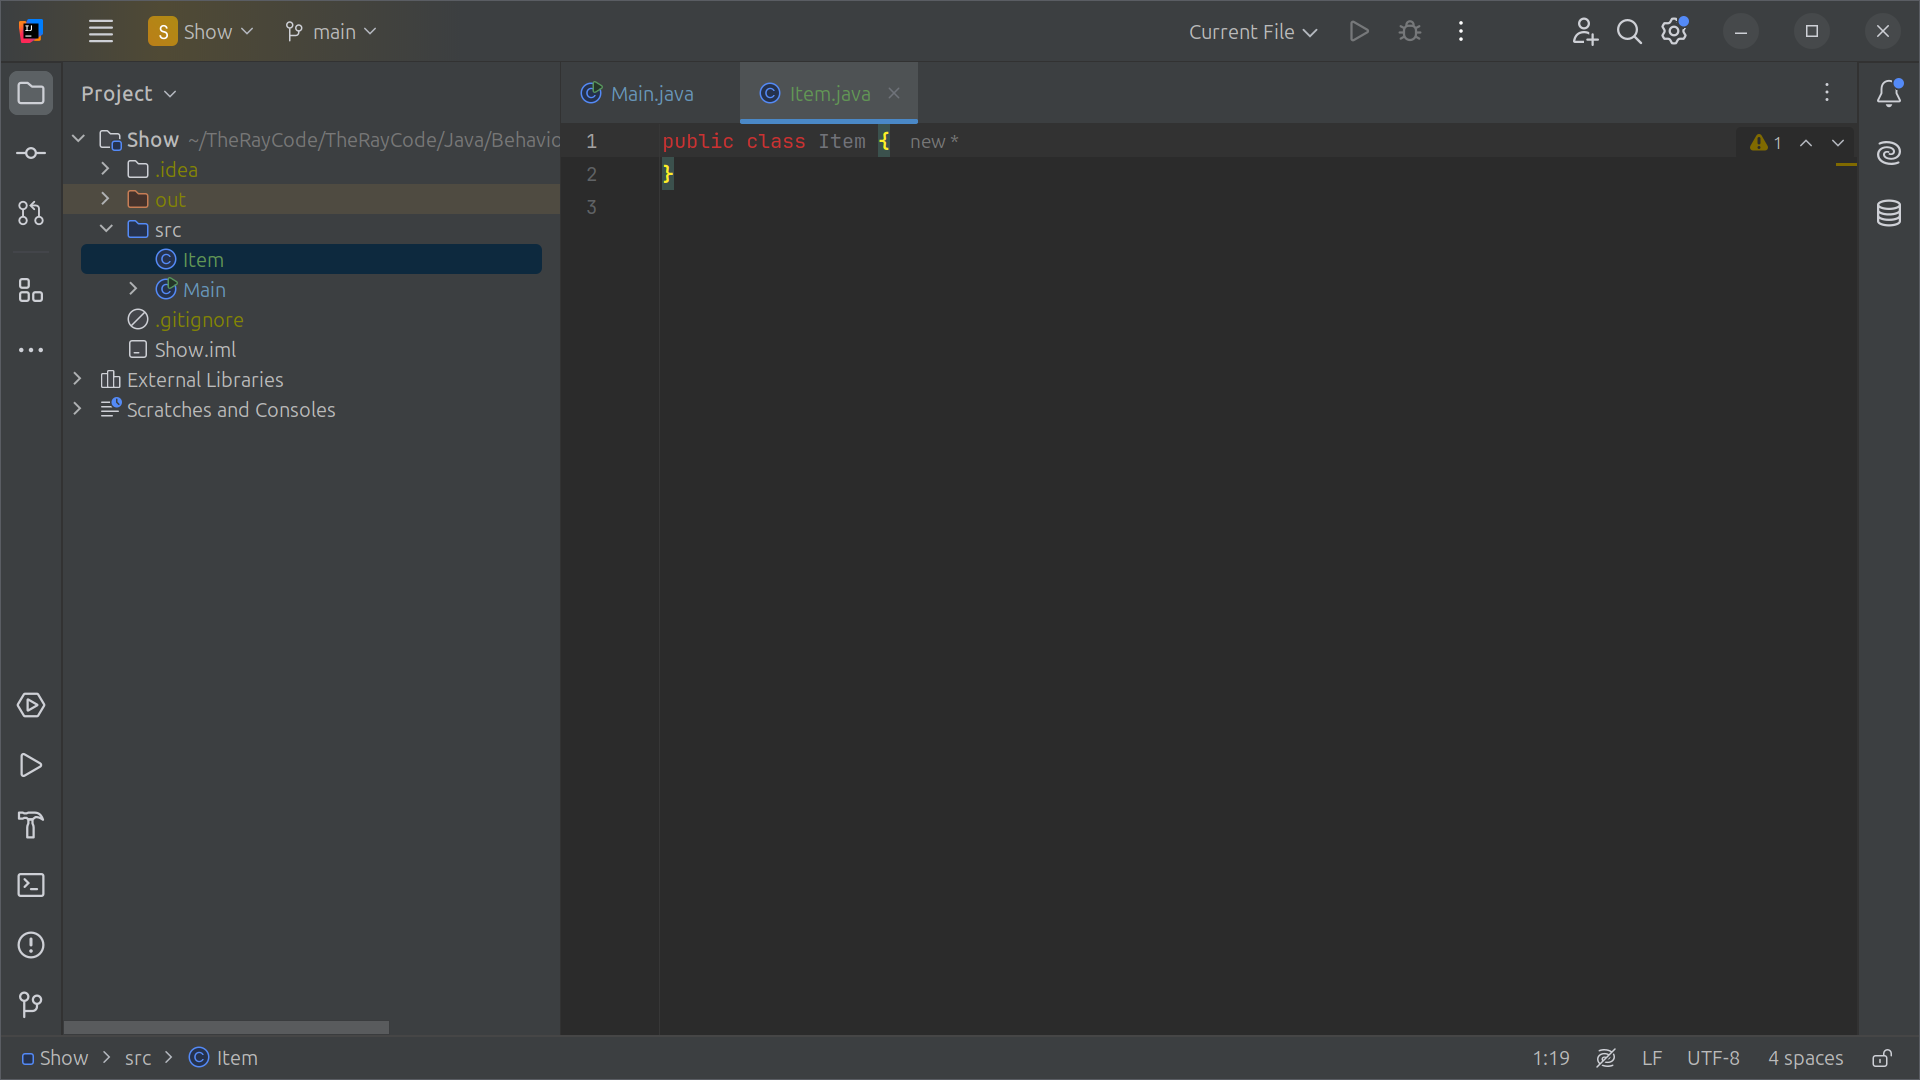 S Show main Current File
Project
Main.java Item.java
Show ~/TheRayCode/TheRayCode/Java/Behavio
.idea
out
src
Item
Main
.gitignore
Show.iml
External Libraries
Scratches and Consoles
1 public class Item { new *
2 }
3
1
Show src Item
1:19 LF UTF-8 4 spaces